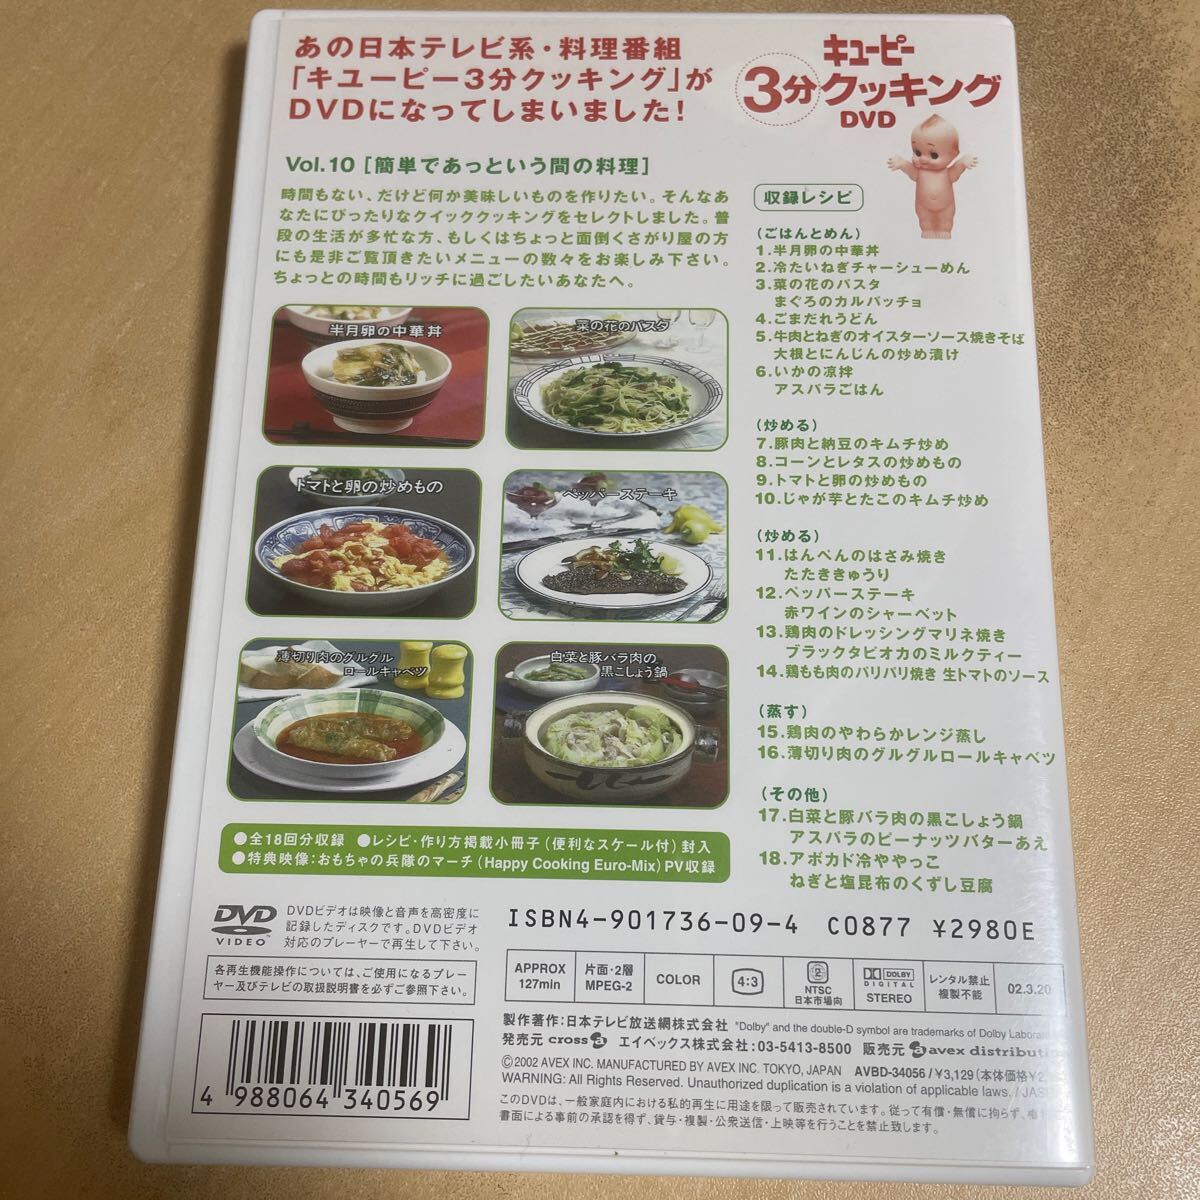 あの日本テレビ系・料理番組
「キユーピー3分クッキング」が
DVDになってしまいました!
キユーピー
3分クッキング
DVD
Vol.10［簡単であっという間の料理］
時間もない、だけど何か美味しいものを作りたい。そんなあ
なたにぴったりなクイッククッキングをセレクトしました。普
段の生活が多忙な方、もしくはちょっと面倒くさがり屋の方
にも是非ご覧頂きたいメニューの数々をお楽しみ下さい。
ちょっとの時間もリッチに過ごしたいあなたへ。
半月卵の中華丼
菜の花のパスタ
トマトと卵の炒めもの
ペッパーステーキ
薄切り肉のグルグル
ロールキャベツ
白菜と豚バラ肉の
黒こしょう鍋
収録レシピ
(ごはんとめん)
1.半月卵の中華丼
2.冷たいねぎチャーシューめん
3.菜の花のパスタ
まぐろのカルパッチョ
4.ごまだれうどん
5.牛肉とねぎのオイスターソース焼きそば
大根とにんじんの炒め漬け
6.いかの涼拌
アスパラごはん
(炒める)
7.豚肉と納豆のキムチ炒め
8.コーンとレタスの炒めもの
9.トマトと卵の炒めもの
10.じゃが芋とたこのキムチ炒め
(炒める)
11.はんぺんのはさみ焼き
たたききゅうり
12.ペッパーステーキ
赤ワインのシャーベット
13.鶏肉のドレッシングマリネ焼き
ブラックタピオカのミルクティー
14.鶏もも肉のパリパリ焼き 生トマトのソース
(蒸す)
15.鶏肉のやわらかレンジ蒸し
16.薄切り肉のグルグルロールキャベツ
(その他)
17.白菜と豚バラ肉の黒こしょう鍋
アスパラのピーナッツバターあえ
18.アボカド冷ややっこ
ねぎと塩昆布のくずし豆腐
●全18回分収録 ●レシピ・作り方掲載小冊子(便利なスケール付)封入
●特典映像:おもちゃの兵隊のマーチ(Happy Cooking Euro-Mix)PV収録
DVD
VIDEO
DVDビデオは映像と音声を高密度に
記録したディスクです。DVDビデオ
対応のプレーヤーで再生して下さい。
各再生機能操作については、ご使用になるプレー
ヤー及びテレビの取扱説明書を必ずご参照下さい。
ISBN4-901736-09-4 C0877 ¥2980E
APPROX
127min
片面・2層
MPEG-2
COLOR
4:3
2
NTSC
日本市場向
DOLBY
DIGITAL
STEREO
レンタル禁止
複製不能
02.3.20
製作著作:日本テレビ放送網株式会社 "Dolby" and the double-D symbol are trademarks of Dolby
発売元 cross a エイベックス株式会社:03-5413-8500 販売元 avex
©2002 AVEX INC. MANUFACTURED BY AVEX INC. TOKYO, JAPAN AVBD-34056/¥3,129(本体価格¥2
WARNING: All Rights Reserved. Unauthorized duplication is a violation of applicable laws.
このDVDは、一般家庭内における私的再生に用途を限って販売されています。従って有償・無償に拘らず、
書面による事前の承諾を得ず、貸与・複製・公衆送信・上映等を行うことを禁止致します。
4 988064 340569